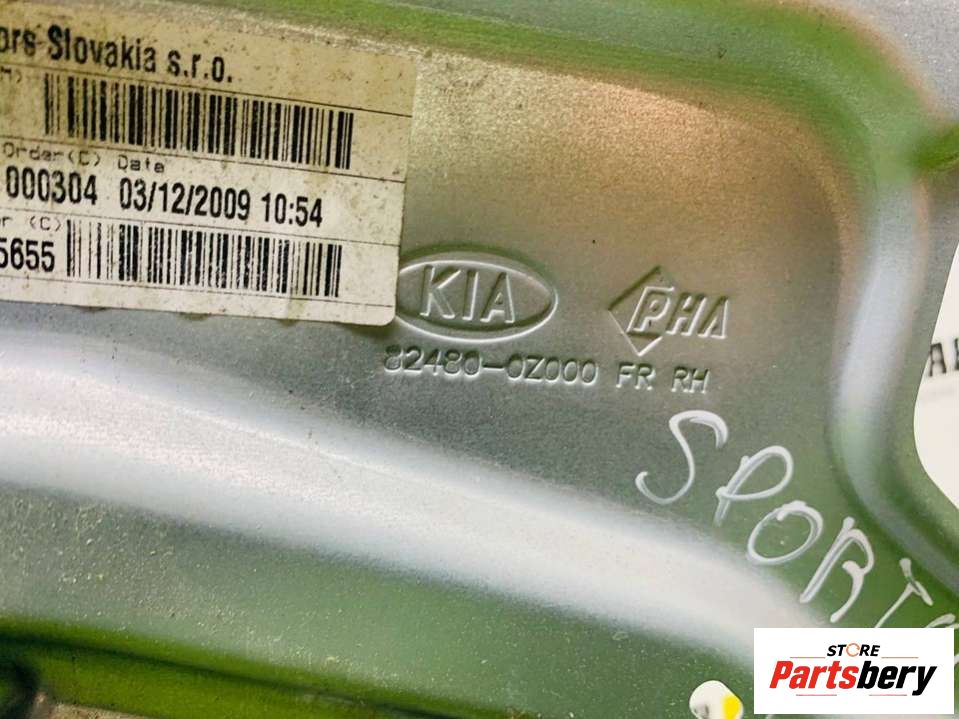 ors Slovakia s.r.o.
Order(C) Date
000304 03/12/2009 10:54
(C)
5655
KIA
PHA
82480-0Z000 FR RH
SPORT
STORE
Partsbery